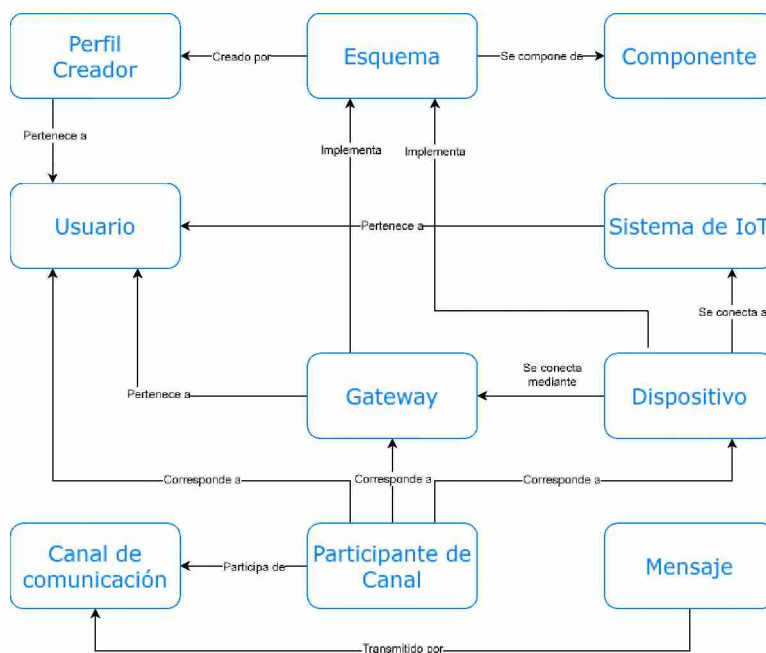 Perfil
Creador
Creado por
Esquema
Se compone de
Componente
Pertenece a
Implementa
Implementa
Usuario
Pertenece a
Sistema de IoT
Se conecta a
Pertenece a
Gateway
Se conecta
mediante
Dispositivo
Corresponde a
Corresponde a
Corresponde a
Canal de
comunicación
Participa de
Participante de
Canal
Mensaje
Transmitido por